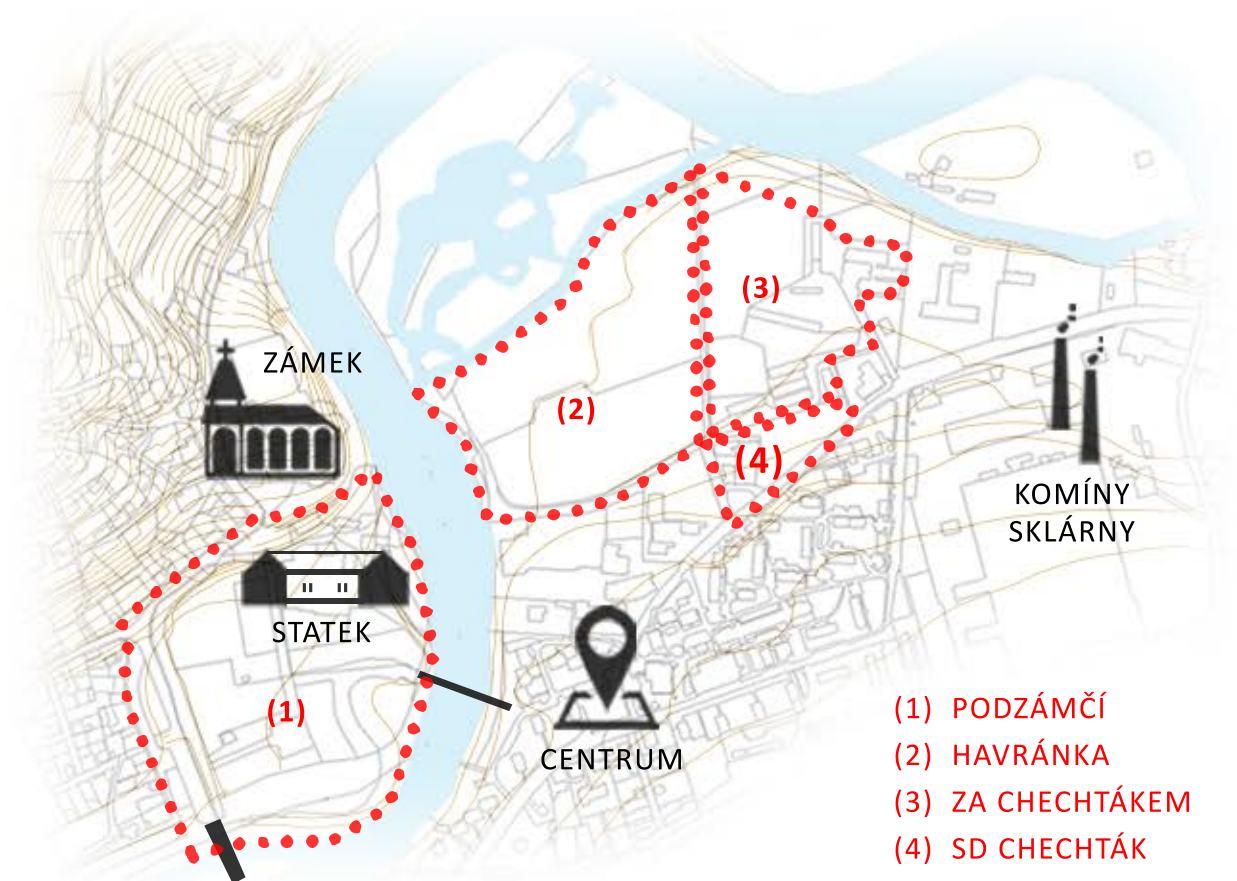 ZÁMEK
(3)
(2)
(4)
KOMÍNY
SKLÁRNY
STATEK
(1)
CENTRUM
(1) PODZÁMČÍ
(2) HAVRÁNKA
(3) ZA CHECHTÁKEM
(4) SD CHECHTÁK